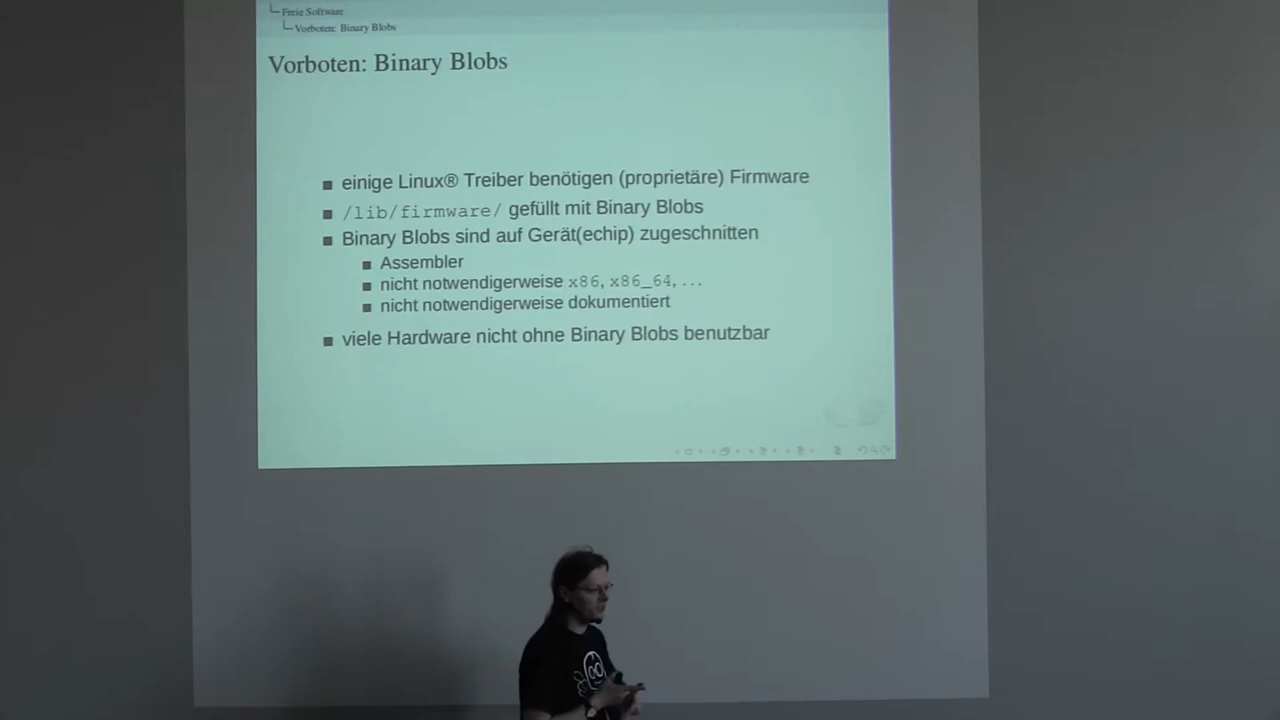 Freie Software
Vorboten: Binary Blobs
Vorboten: Binary Blobs
einige Linux® Treiber benötigen (proprietäre) Firmware
/lib/firmware/ gefüllt mit Binary Blobs
Binary Blobs sind auf Gerät(echip) zugeschnitten
Assembler
nicht notwendigerweise x86, x86_64, ...
nicht notwendigerweise dokumentiert
viele Hardware nicht ohne Binary Blobs benutzbar